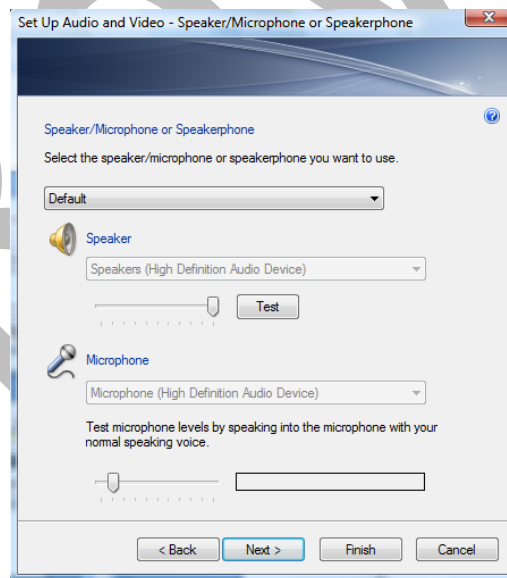 Set Up Audio and Video - Speaker/Microphone or Speakerphone
Speaker/Microphone or Speakerphone
Select the speaker/microphone or speakerphone you want to use.
Default
Speaker
Speakers (High Definition Audio Device)
Test
Microphone
Microphone (High Definition Audio Device)
Test microphone levels by speaking into the microphone with your
normal speaking voice.
< Back Next > Finish Cancel